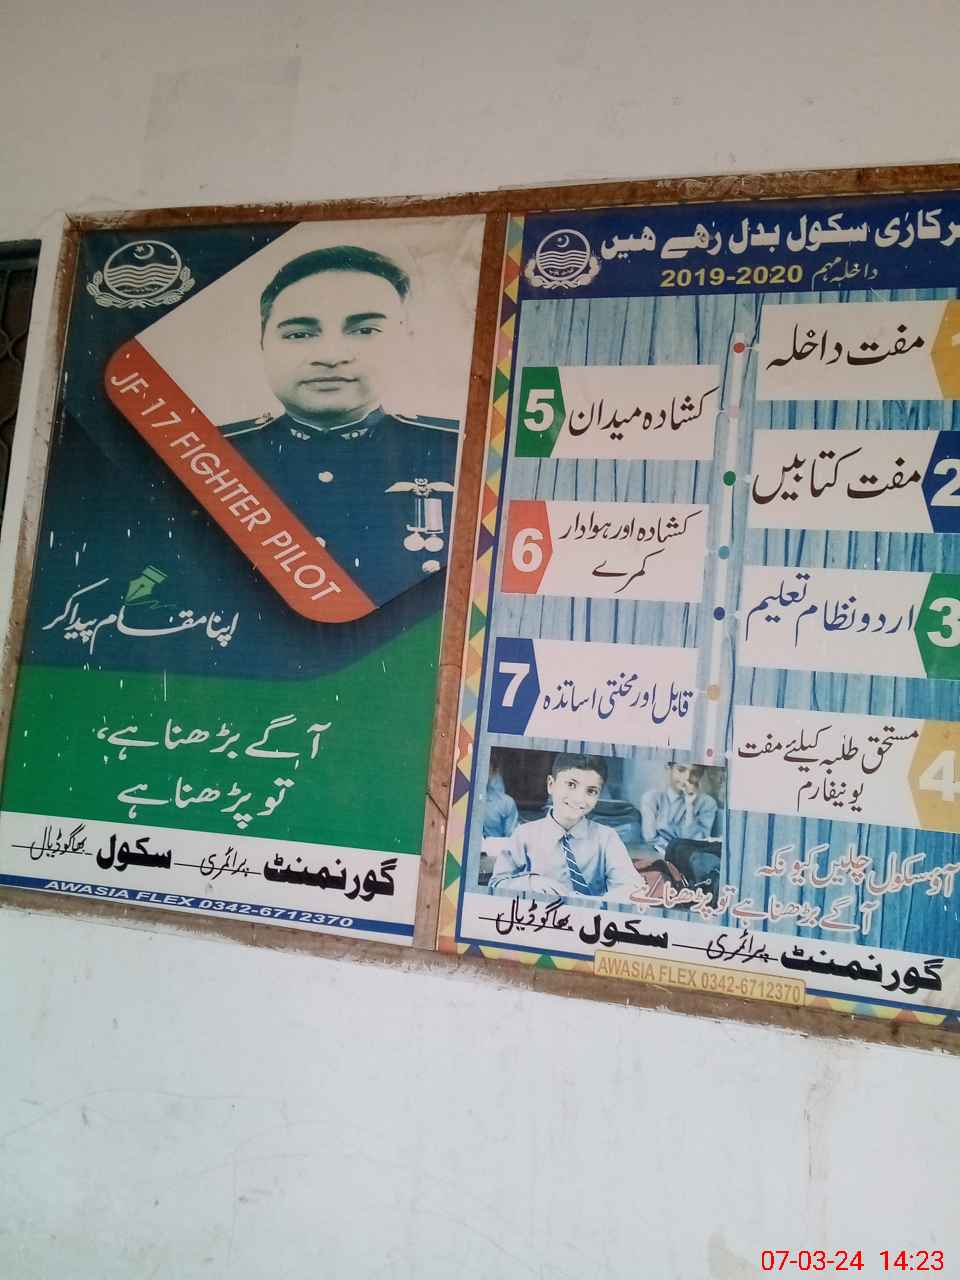 JF 17 FIGHTER PILOT
اپنا مقام پیدا کر
آگے بڑھنا ہے،
تو پڑھنا ہے
گورنمنٹ پرائمری سکول بھاگوڈیال
AWASIA FLEX 0342-6712370
رکاری سکول بدل رھے ھیں
داخلہ مہم 2019-2020
1 مفت داخلہ
2 مفت کتابیں
3 اردو نظام تعلیم
4 مستحق طلبہ کیلئے مفت
یونیفارم
5 کشادہ میدان
6 کشادہ اور ہوادار
کمرے
7 قابل اور محنتی اساتذہ
آؤ سکول چلیں کیونکہ
آگے بڑھنا ہے تو پڑھنا ہے
گورنمنٹ پرائمری سکول بھاگوڈیال
AWASIA FLEX 0342-6712370
07-03-24 14:23